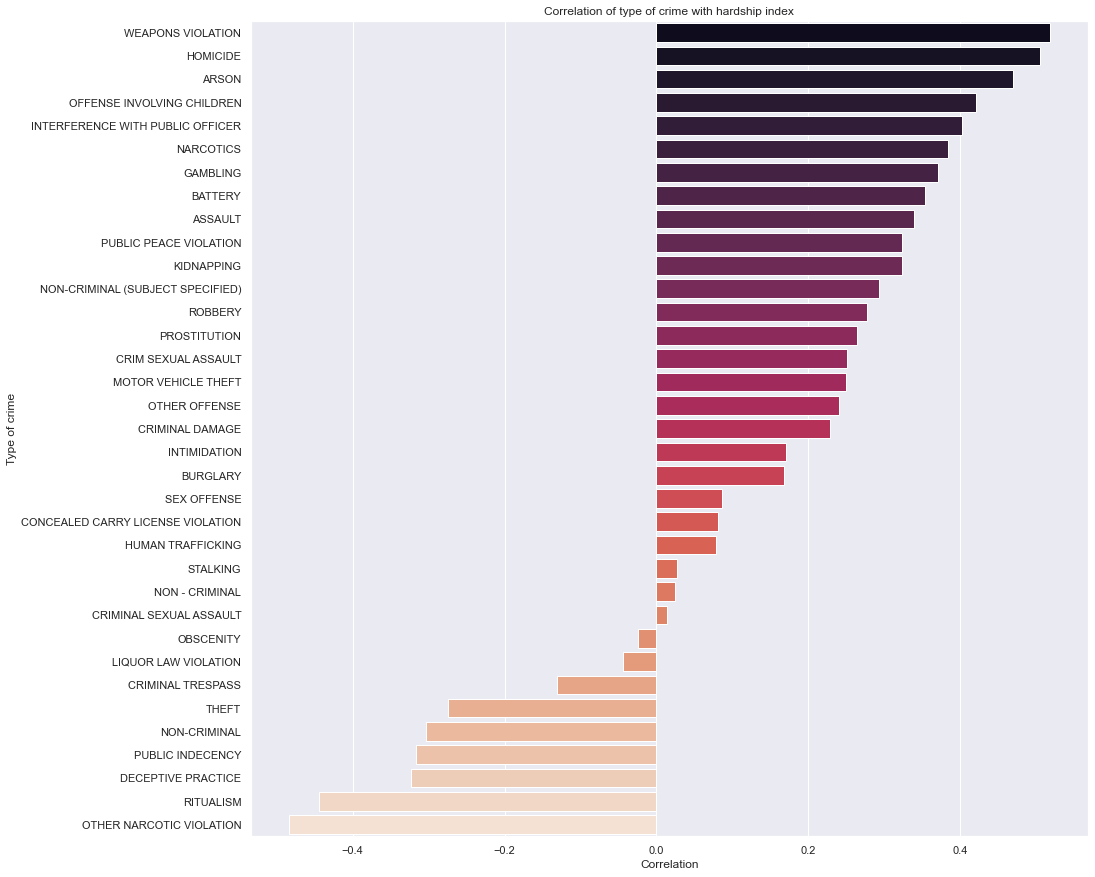 Correlation of type of crime with hardship index
Type of crime
WEAPONS VIOLATION
HOMICIDE
ARSON
OFFENSE INVOLVING CHILDREN
INTERFERENCE WITH PUBLIC OFFICER
NARCOTICS
GAMBLING
BATTERY
ASSAULT
PUBLIC PEACE VIOLATION
KIDNAPPING
NON-CRIMINAL (SUBJECT SPECIFIED)
ROBBERY
PROSTITUTION
CRIM SEXUAL ASSAULT
MOTOR VEHICLE THEFT
OTHER OFFENSE
CRIMINAL DAMAGE
INTIMIDATION
BURGLARY
SEX OFFENSE
CONCEALED CARRY LICENSE VIOLATION
HUMAN TRAFFICKING
STALKING
NON - CRIMINAL
CRIMINAL SEXUAL ASSAULT
OBSCENITY
LIQUOR LAW VIOLATION
CRIMINAL TRESPASS
THEFT
NON-CRIMINAL
PUBLIC INDECENCY
DECEPTIVE PRACTICE
RITUALISM
OTHER NARCOTIC VIOLATION
−0.4 −0.2 0.0 0.2 0.4
Correlation